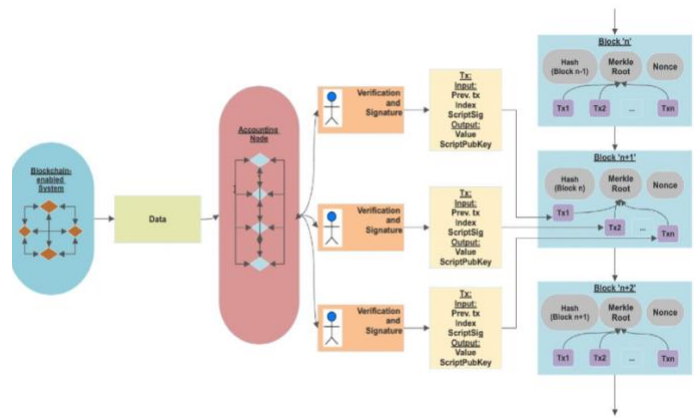 Blockchain-
enabled
System
Data
Accounting
Node
Verification
and
Signature
Verification
and
Signature
Verification
and
Signature
Tx:
Input:
Prev. tx
Index
ScriptSig
Output:
Value
ScriptPubKey
Tx:
Input:
Prev. tx
Index
ScriptSig
Output:
Value
ScriptPubKey
Tx:
Input:
Prev. tx
Index
ScriptSig
Output:
Value
ScriptPubKey
Block 'n'
Hash
(Block n-1)
Merkle
Root
Nonce
Tx1
Tx2
...
Txn
Block 'n+1'
Hash
(Block n)
Merkle
Root
Nonce
Tx1
Tx2
...
Txn
Block 'n+2'
Hash
(Block n+1)
Merkle
Root
Nonce
Tx1
Tx2
...
Txn